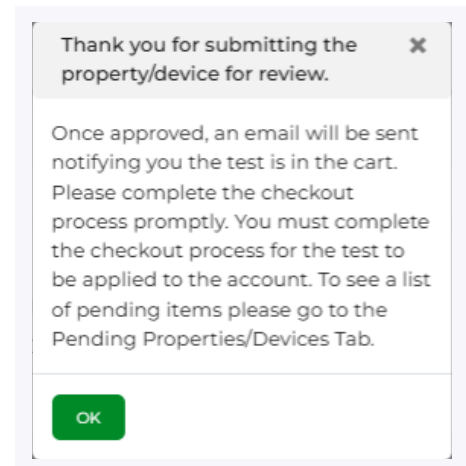 Thank you for submitting the
property/device for review.
Once approved, an email will be sent
notifying you the test is in the cart.
Please complete the checkout
process promptly. You must complete
the checkout process for the test to
be applied to the account. To see a list
of pending items please go to the
Pending Properties/Devices Tab.
OK